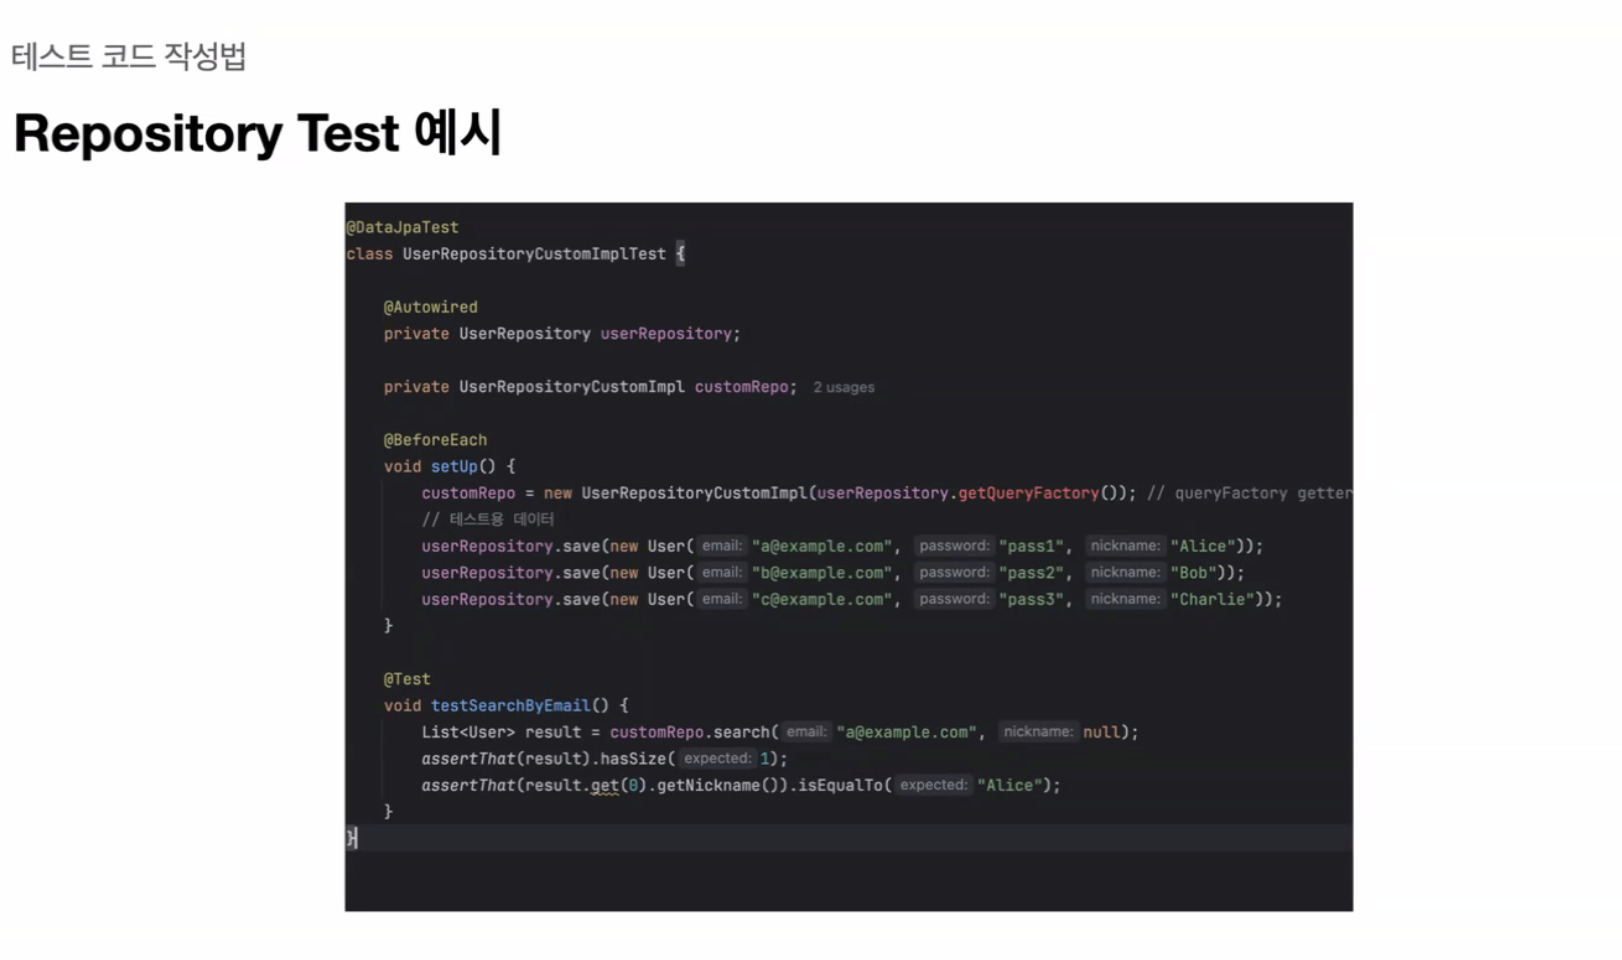 테스트 코드 작성법
Repository Test 예시
@DataJpaTest
class UserRepositoryCustomImplTest {
@Autowired
private UserRepository userRepository;
private UserRepositoryCustomImpl customRepo; 2 usages
@BeforeEach
void setUp() {
customRepo = new UserRepositoryCustomImpl(userRepository.getQueryFactory()); // queryFactory getter
// 테스트용 데이터
userRepository.save(new User( email: "a@example.com", password: "pass1", nickname: "Alice"));
userRepository.save(new User( email: "b@example.com", password: "pass2", nickname: "Bob"));
userRepository.save(new User( email: "c@example.com", password: "pass3", nickname: "Charlie"));
}
@Test
void testSearchByEmail() {
List<User> result = customRepo.search( email: "a@example.com", nickname: null);
assertThat(result).hasSize( expected: 1);
assertThat(result.get(0).getNickname()).isEqualTo( expected: "Alice");
}
}